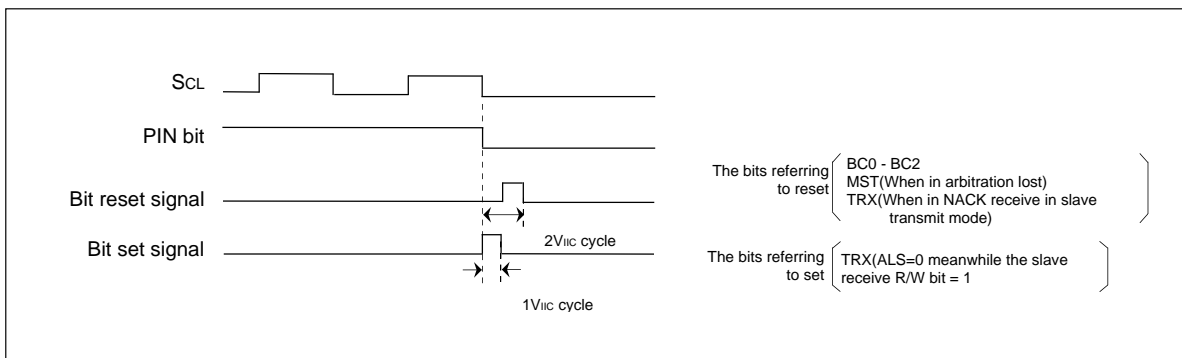 SCL
PIN bit
Bit reset signal
Bit set signal
2VIIC cycle
1VIIC cycle
The bits referring
to reset
BC0 - BC2
MST(When in arbitration lost)
TRX(When in NACK receive in slave
transmit mode)
The bits referring
to set
TRX(ALS=0 meanwhile the slave
receive R/W bit = 1